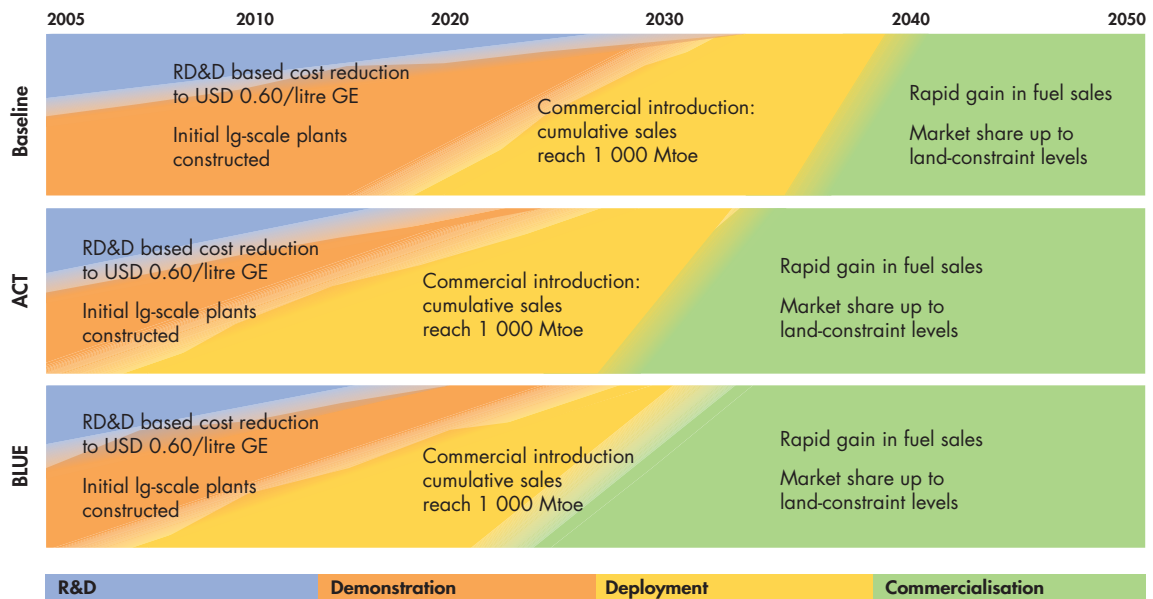 2005 2010 2020 2030 2040 2050
Baseline
RD&D based cost reduction
to USD 0.60/litre GE
Initial lg-scale plants
constructed
Commercial introduction:
cumulative sales
reach 1 000 Mtoe
Rapid gain in fuel sales
Market share up to
land-constraint levels
ACT
RD&D based cost reduction
to USD 0.60/litre GE
Initial lg-scale plants
constructed
Commercial introduction:
cumulative sales
reach 1 000 Mtoe
Rapid gain in fuel sales
Market share up to
land-constraint levels
BLUE
RD&D based cost reduction
to USD 0.60/litre GE
Initial lg-scale plants
constructed
Commercial introduction
cumulative sales
reach 1 000 Mtoe
Rapid gain in fuel sales
Market share up to
land-constraint levels
R&D Demonstration Deployment Commercialisation